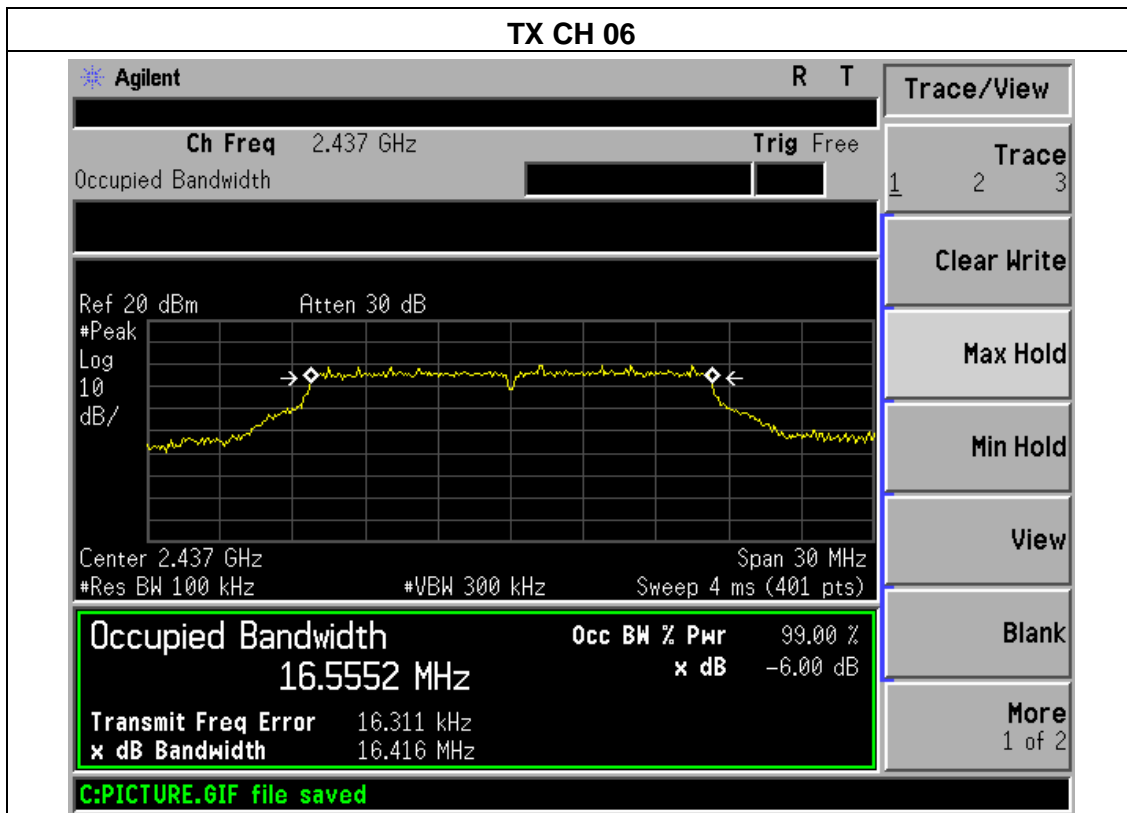 TX CH 06
Agilent R T
Trace/View
Ch Freq 2.437 GHz Trig Free
Occupied Bandwidth
Trace
1 2 3
Clear Write
Ref 20 dBm Atten 30 dB
#Peak
Log
10
dB/
Max Hold
Min Hold
View
Center 2.437 GHz Span 30 MHz
#Res BW 100 kHz #VBW 300 kHz Sweep 4 ms (401 pts)
Occupied Bandwidth Occ BW % Pwr 99.00 %
16.5552 MHz x dB -6.00 dB
Blank
Transmit Freq Error 16.311 kHz
x dB Bandwidth 16.416 MHz
More
1 of 2
C:PICTURE.GIF file saved